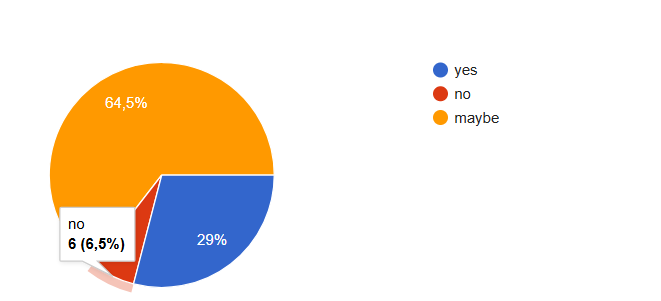 yes
no
maybe
64,5%
29%
no
6 (6,5%)